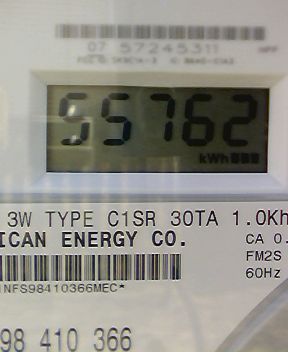 07 57245311
55762
kWh
3W TYPE C1SR 30TA 1.0Kh
ICAN ENERGY CO.
CA 0.
FM2S
60Hz
NFS98410366MEC*
98 410 366